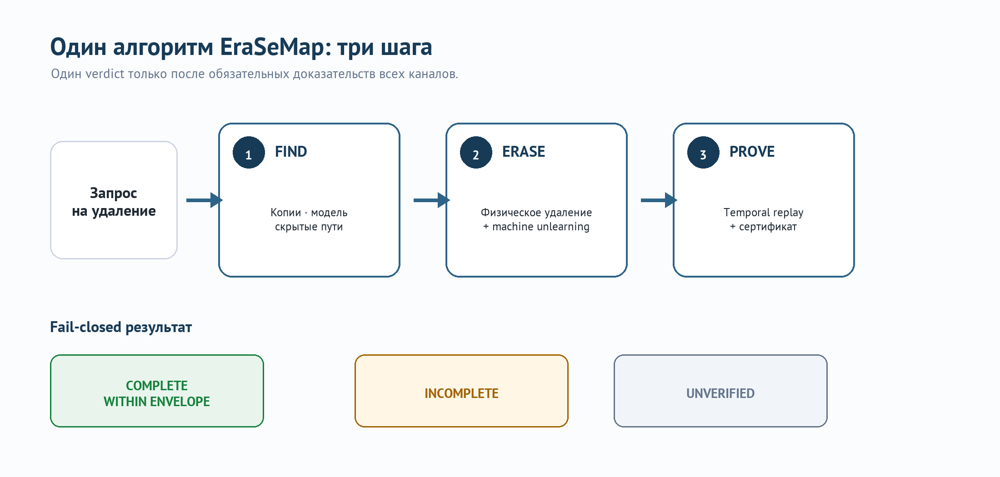 Один алгоритм EraSeMap: три шага
Один verdict только после обязательных доказательств всех каналов.
Запрос
на удаление
1
FIND
Копии · модель
скрытые пути
2
ERASE
Физическое удаление
+ machine unlearning
3
PROVE
Temporal replay
+ сертификат
Fail-closed результат
COMPLETE
WITHIN ENVELOPE
INCOMPLETE
UNVERIFIED